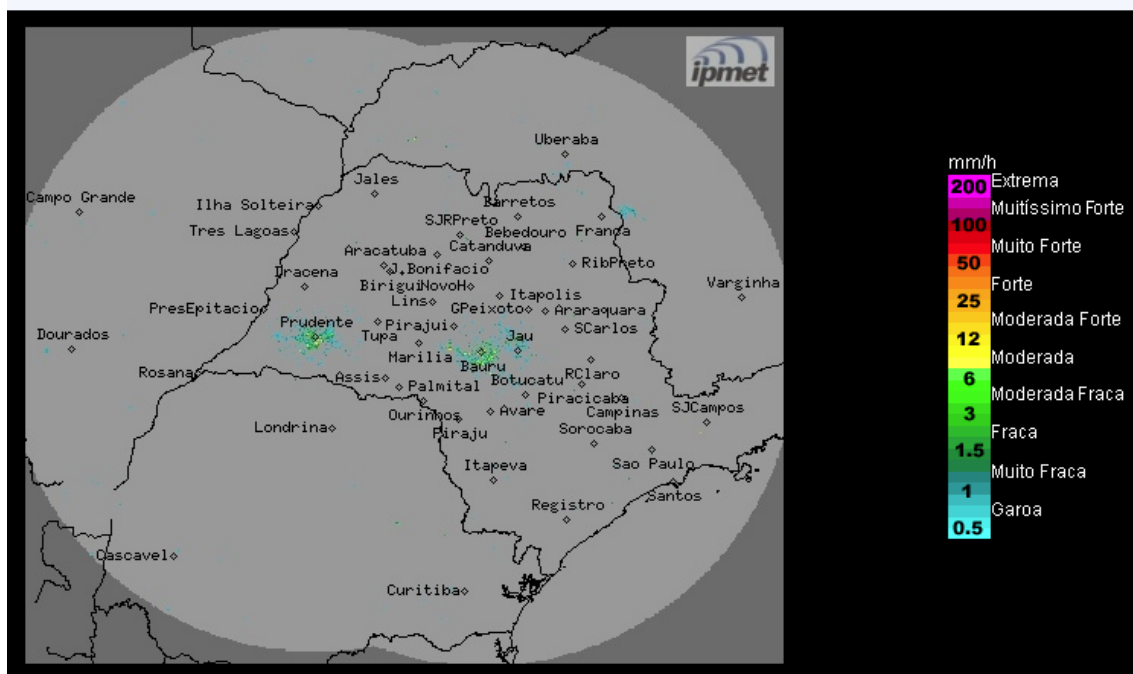 ipmet
Uberaba
Jales
Campo Grande
Ilha Solteira
Barretos
SJRPreto
Tres Lagoas
Bebedouro
Franca
Aracatuba
Catanduva
Dracena
J.Bonifacio
RibPreto
Varginha
Birigui
NovoH
Itapolis
PresEpitacio
Lins
GPeixoto
Araraquara
Prudente
Pirajui
SCarlos
Dourados
Tupa
Jau
Marilia
Bauru
Rosana
Assis
Palmital
Botucatu
RClaro
Piracicaba
Ourinhos
Avare
Campinas
SJCampos
Londrina
Piraju
Sorocaba
Itapeva
Sao Paulo
Santos
Registro
Cascavel
Curitiba
mm/h
200 Extrema
Muitíssimo Forte
100
Muito Forte
50
Forte
25
Moderada Forte
12
Moderada
6
Moderada Fraca
3
Fraca
1.5
Muito Fraca
1
Garoa
0.5